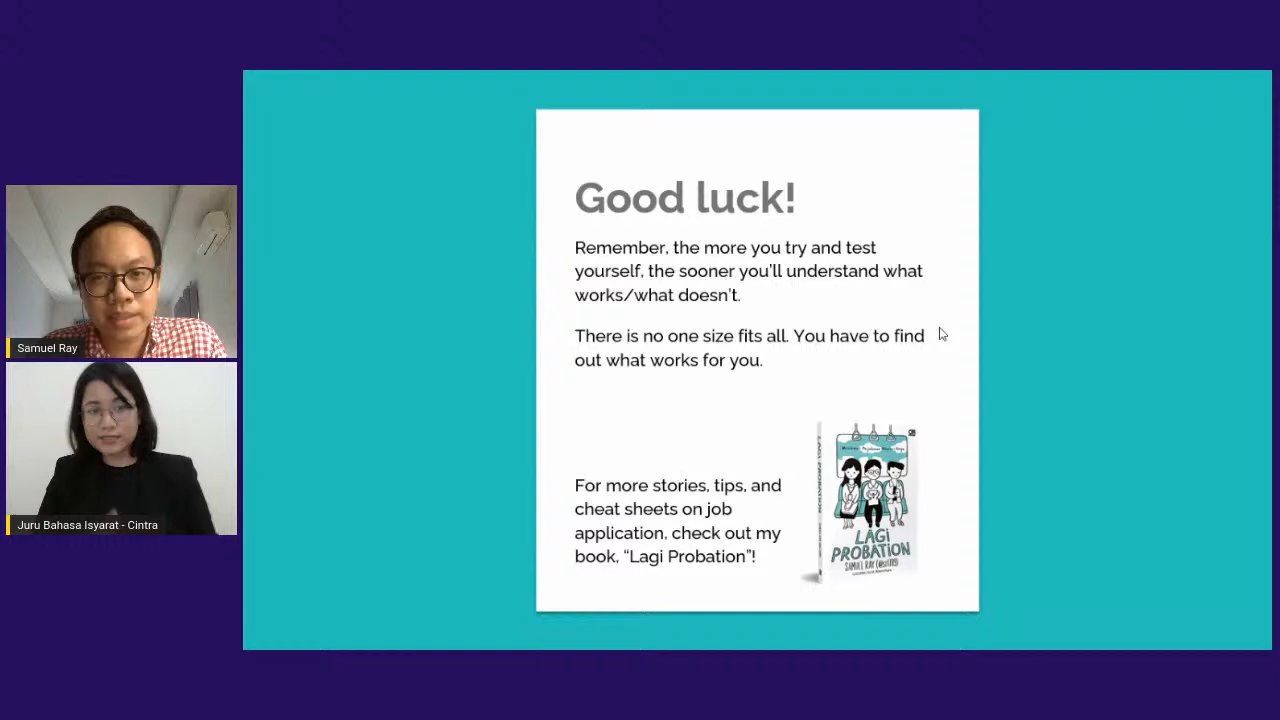 Good luck!
Remember, the more you try and test
yourself, the sooner you'll understand what
works/what doesn't.
There is no one size fits all. You have to find
out what works for you.
For more stories, tips, and
cheat sheets on job
application, check out my
book, “Lagi Probation”!
LAGI
PROBATION
SAMUEL RAY
LAGI PROBATION
Samuel Ray
Juru Bahasa Isyarat - Cintra